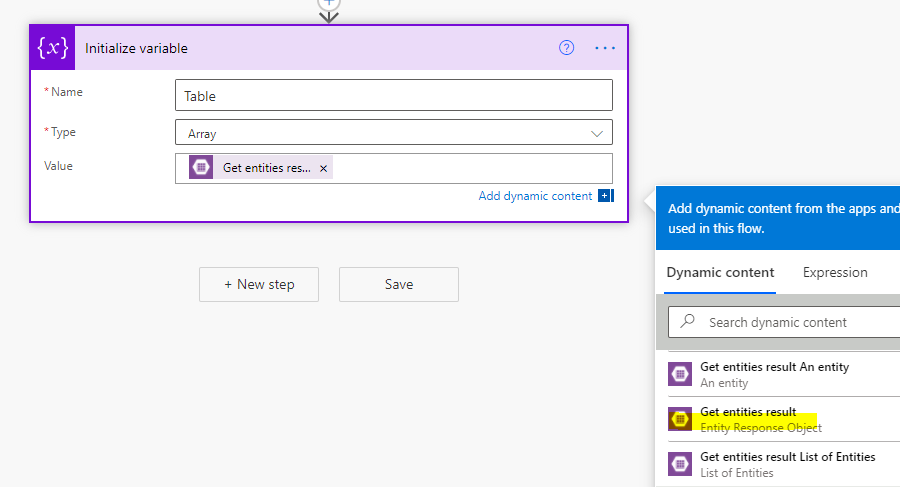 {x} Initialize variable
* Name
Table
* Type
Array
Value
Get entities res... ×
Add dynamic content
+ New step
Save
Add dynamic content from the apps and
used in this flow.
Dynamic content Expression
Search dynamic content
Get entities result An entity
An entity
Get entities result
Entity Response Object
Get entities result List of Entities
List of Entities